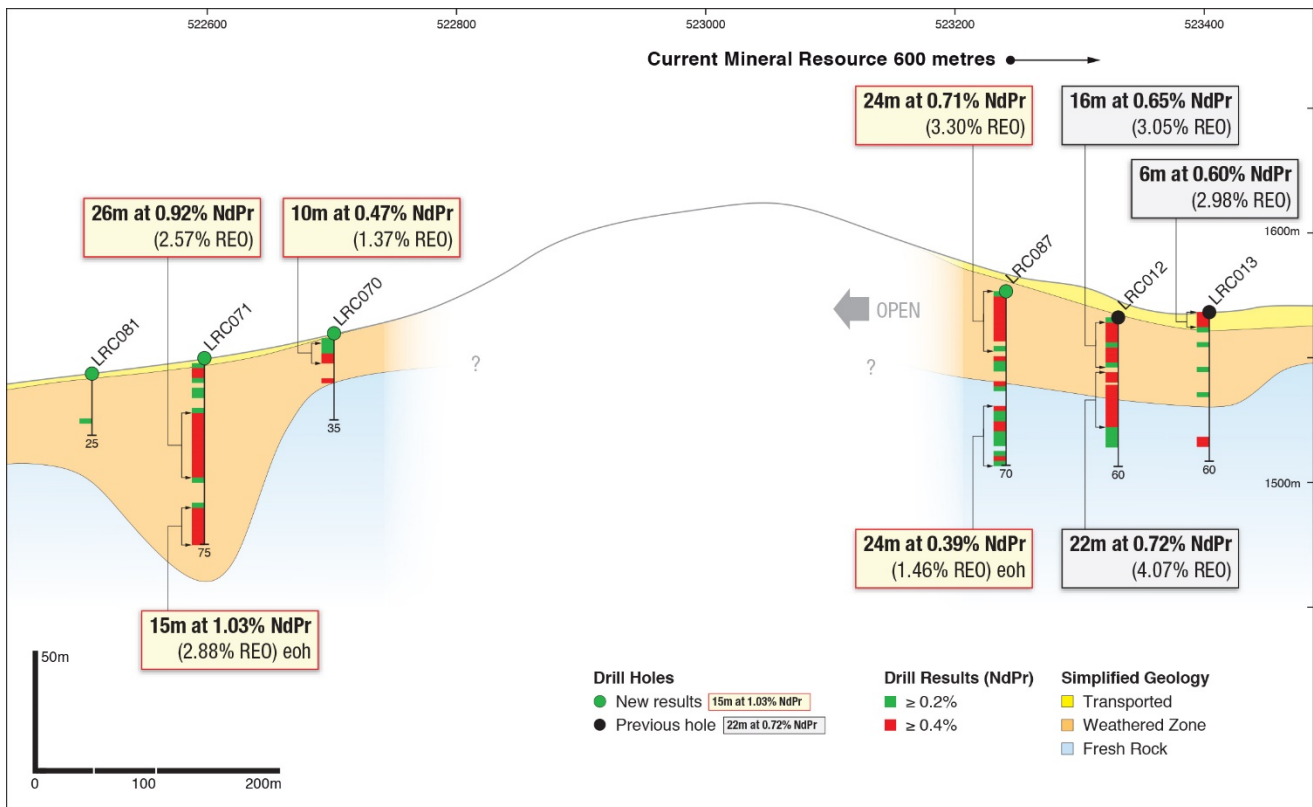 522600
522800
523000
523200
523400
Current Mineral Resource 600 metres
24m at 0.71% NdPr
(3.30% REO)
16m at 0.65% NdPr
(3.05% REO)
6m at 0.60% NdPr
(2.98% REO)
26m at 0.92% NdPr
(2.57% REO)
10m at 0.47% NdPr
(1.37% REO)
1600m
LRC081
LRC071
LRC070
LRC087
LRC012
LRC013
OPEN
?
?
25
75
35
70
60
60
1500m
15m at 1.03% NdPr
(2.88% REO) eoh
24m at 0.39% NdPr
(1.46% REO) eoh
22m at 0.72% NdPr
(4.07% REO)
50m
0
100
200m
Drill Holes
New results 15m at 1.03% NdPr
Previous hole 22m at 0.72% NdPr
Drill Results (NdPr)
≥ 0.2%
≥ 0.4%
Simplified Geology
Transported
Weathered Zone
Fresh Rock